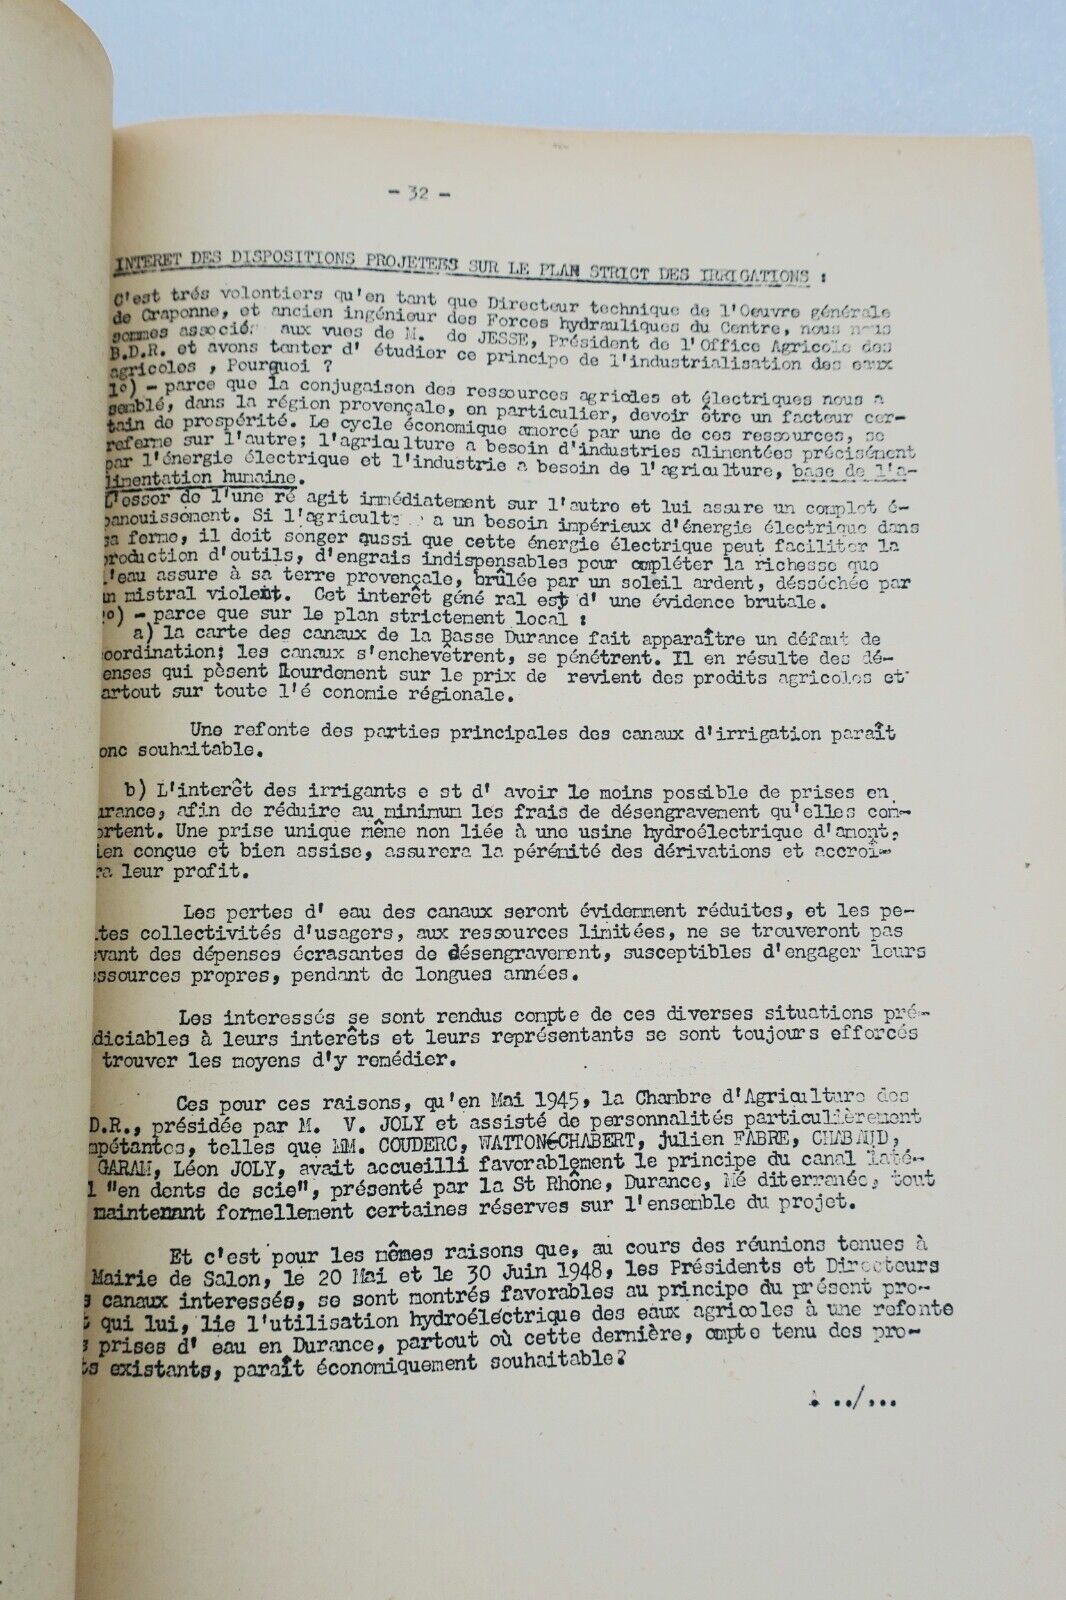 - 32 -
INTERET DES DISPOSITIONS PROJETEES SUR LE PLAN STRICT DES IRRIGATIONS :
C'est trés volontiers qu'en tant que Directeur technique de l'Oeuvre générale
de Craponne, et ancien ingénieur des Forces hydrauliques du Centre, nous nous
sommes associés aux vues de M. de JESSE, Président de l'Office Agricole des
B.D.R. et avons tanter d' étudier ce principe de l'industrialisation des eaux
agricoles , Pourquoi ?
1°) - parce que la conjugaison des ressources agricles et électriques nous a
semblé, dans la région provençale, en particulier, devoir être un facteur cer-
tain de prospérité. Le cycle économique amorcé par une de ces ressources, se
referme sur l'autre; l'agriculture a besoin d'industries alimentées précisément
par l'énergie électrique et l'industrie a besoin de l'agriculture, base de l'a-
limentation humaine.
L'essor de l'une ré agit immédiatement sur l'autre et lui assure un complet é-
panouissement. Si l'agricult e a un besoin impérieux d'énergie électrique dans
sa ferme, il doit songer aussi que cette énergie électrique peut faciliter la
production d'outils, d'engrais indispensables pour compléter la richesse que
l'eau assure à sa terre provençale, brûlée par un soleil ardent, désséchée par
un mistral violent. Cet interêt géné ral est d' une évidence brutale.
2°) - parce que sur le plan strictement local :
a) la carte des canaux de la Basse Durance fait apparaître un défaut de
oordination; les canaux s'enchevêtrent, se pénétrent. Il en résulte des dé-
enses qui pèsent lourdement sur le prix de revient des prodits agricoles et
artout sur toute l'é conomie régionale.
Une refonte des parties principales des canaux d'irrigation paraît
onc souhaitable.
b) L'interêt des irrigants e st d' avoir le moins possible de prises en
urance, afin de réduire au minimum les frais de désengravement qu'elles com-
ortent. Une prise unique même non liée à une usine hydroélectrique d'amont,
ien conçue et bien assise, assurera la pérénité des dérivations et accroî-
ra leur profit.
Les pertes d' eau des canaux seront évidemment réduites, et les pe-
tes collectivités d'usagers, aux ressources limitées, ne se trouveront pas
evant des dépenses écrasantes de désengravement, susceptibles d'engager leurs
essources propres, pendant de longues années.
Les interessés se sont rendus compte de ces diverses situations pré-
diciables à leurs interêts et leurs représentants se sont toujours efforcés
trouver les moyens d'y remédier.
Ces pour ces raisons, qu'en Mai 1945, la Chambre d'Agriculture des
D.R., présidée par M. V. JOLY et assisté de personnalités particulièrement
mpétantes, telles que MM. COUDERC, WATTON-CHABERT, julien FABRE, CHABAUD,
GARAM, Léon JOLY, avait accueilli favorablement le principe du canal laté-
l "en dents de scie", présenté par la St Rhône, Durance, Mé diterranée, tout
maintenant formellement certaines réserves sur l'ensemble du projet.
Et c'est pour les mêmes raisons que, au cours des réunions tenues à
Mairie de Salon, le 20 Mai et le 30 Juin 1948, les Présidents et Directeurs
s canaux interessés, se sont montrés favorables au principe du présent pro-
t qui lui, lie l'utilisation hydroélectrique des eaux agricoles à une refonte
s prises d' eau en Durance, partout où cette dernière, compte tenu des pro-
ts existants, paraît économiquement souhaitable?
. ../...